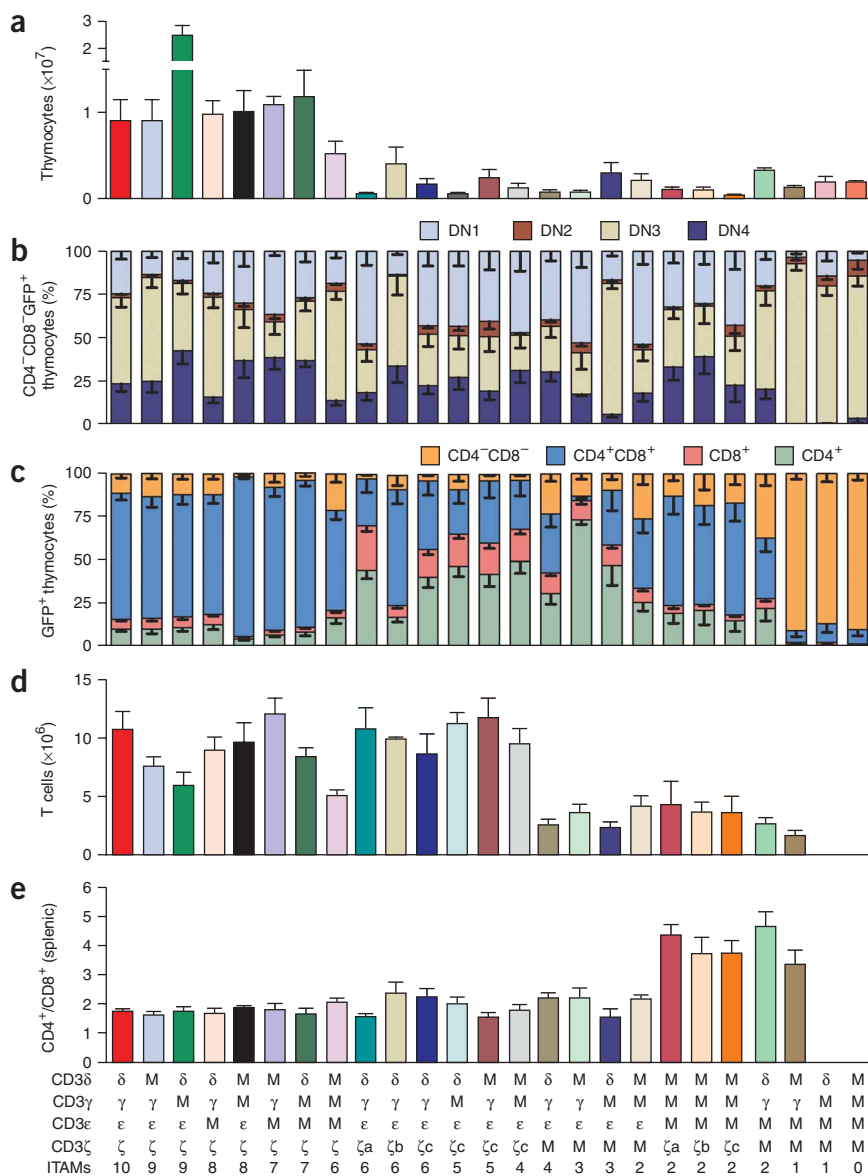 a
Thymocytes (×10⁷)
3
2
1
0
b
DN1 DN2 DN3 DN4
CD4⁻CD8⁻GFP⁺
thymocytes (%)
100
75
50
25
0
c
CD4⁻CD8⁻ CD4⁺CD8⁺ CD8⁺ CD4⁺
GFP⁺ thymocytes (%)
100
75
50
25
0
d
T cells (×10⁶)
15
10
5
0
e
CD4⁺/CD8⁺ (splenic)
6
5
4
3
2
1
0
CD3δ δ M δ δ M M δ M δ δ δ δ M M δ M δ M M M M δ M δ M
CD3γ γ γ M γ γ γ M M γ γ γ M γ M γ γ M M M M M γ γ M M
CD3ε ε ε ε M ε M M M ε ε ε ε ε ε ε ε ε ε M M M M M M M
CD3ζ ζ ζ ζ ζ ζ ζ ζ ζ ζa ζb ζc ζc ζc ζc M M M M ζa ζb ζc M M M M
ITAMs 10 9 9 8 8 7 7 6 6 6 6 5 5 4 4 3 3 2 2 2 2 2 1 1 0